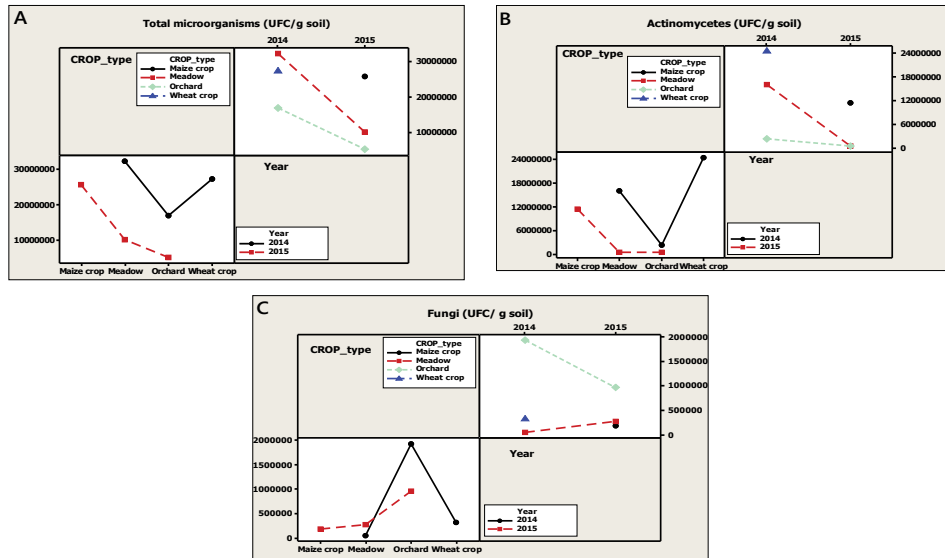 A
Total microorganisms (UFC/g soil)
2014 2015
CROP_type
CROP_type
Maize crop
Meadow
Orchard
Wheat crop
30000000
20000000
10000000
Year
30000000
20000000
10000000
Year
2014
2015
Maize crop Meadow Orchard Wheat crop
B
Actinomycetes (UFC/g soil)
2014 2015
CROP_type
CROP_type
Maize crop
Meadow
Orchard
Wheat crop
24000000
18000000
12000000
6000000
0
Year
24000000
18000000
12000000
6000000
0
Year
2014
2015
Maize crop Meadow Orchard Wheat crop
C
Fungi (UFC/ g soil)
2014 2015
CROP_type
CROP_type
Maize crop
Meadow
Orchard
Wheat crop
2000000
1500000
1000000
500000
0
Year
2000000
1500000
1000000
500000
0
Year
2014
2015
Maize crop Meadow Orchard Wheat crop